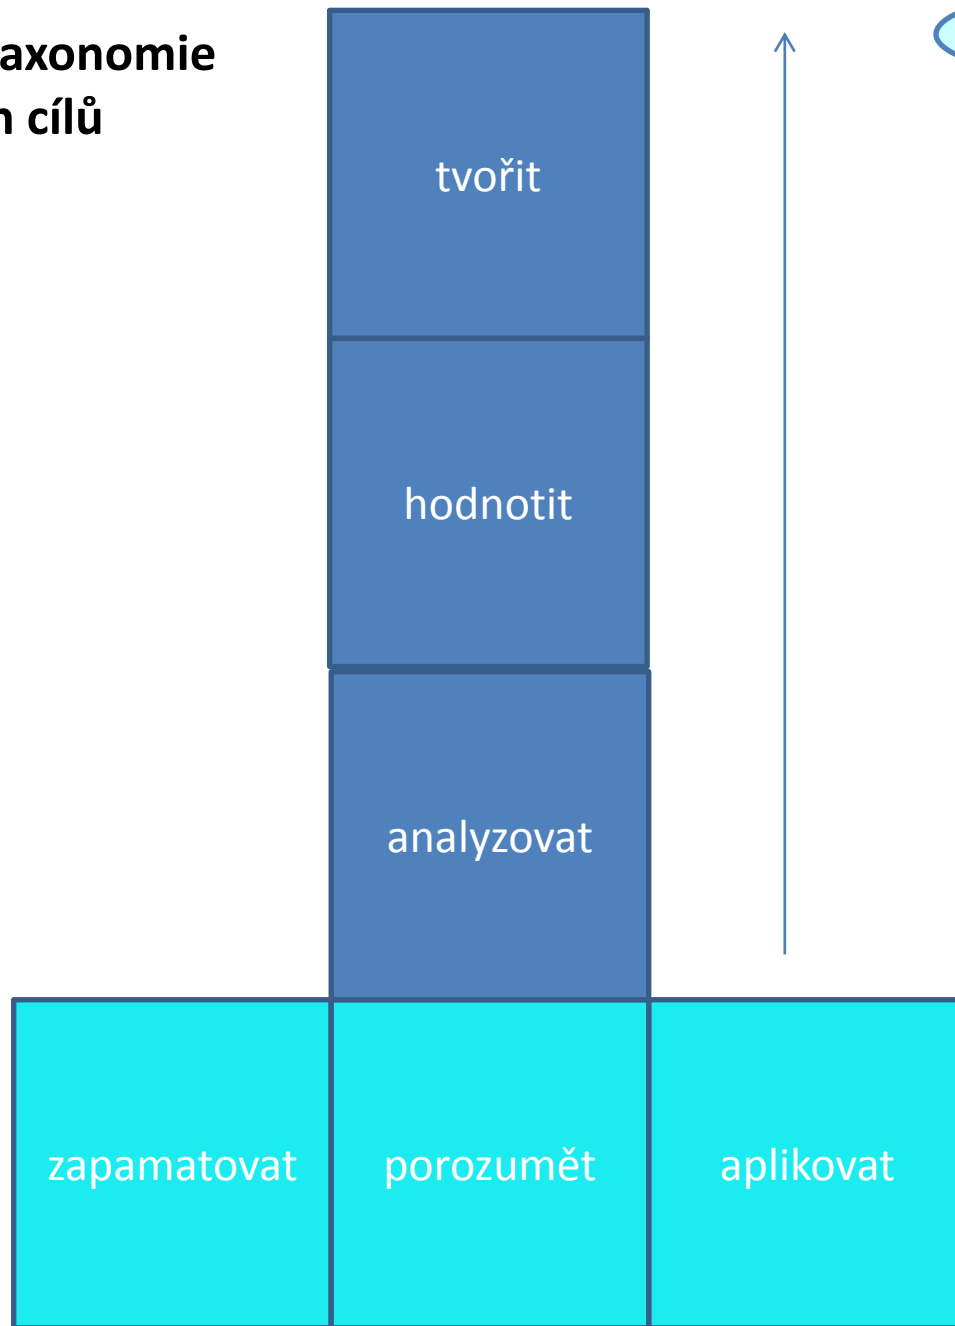 axonomie
h cílů
tvořit
hodnotit
analyzovat
zapamatovat
porozumět
aplikovat